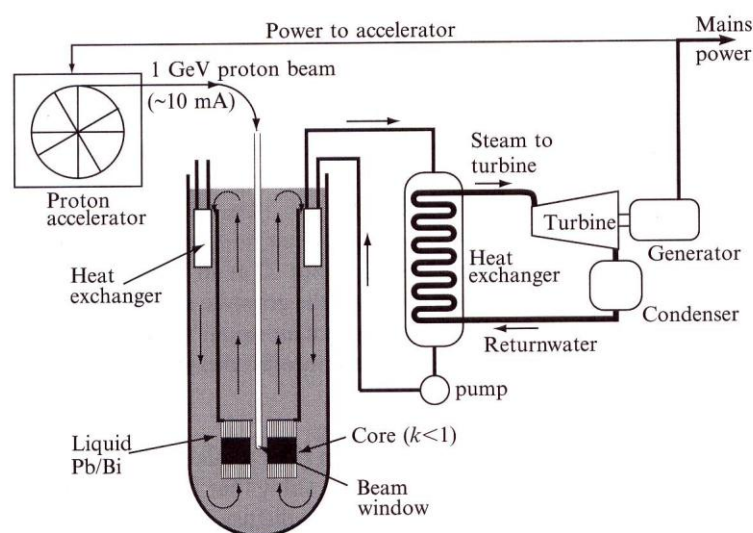 Power to accelerator
Mains
power
1 GeV proton beam
(~10 mA)
Proton
accelerator
Steam to
turbine
Turbine
Generator
Heat
exchanger
Heat
exchanger
Condenser
Returnwater
pump
Liquid
Pb/Bi
Core (k<1)
Beam
window